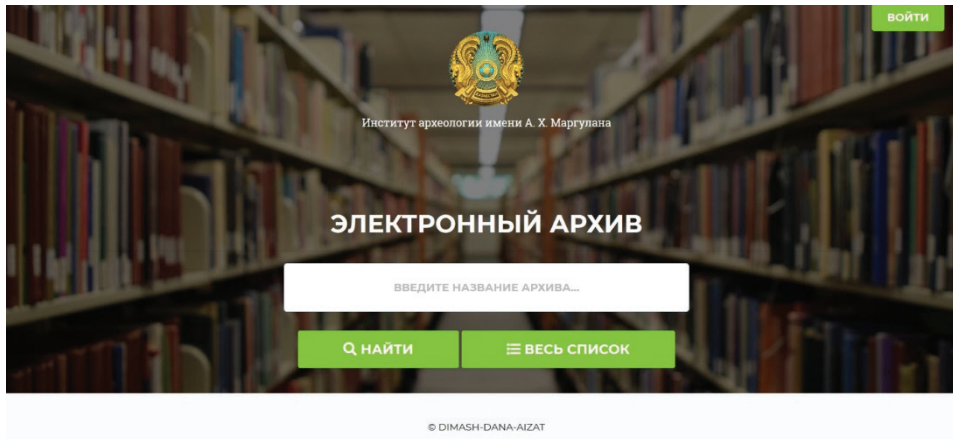 ВОЙТИ
Институт археологии имени А. Х. Маргулана
ЭЛЕКТРОННЫЙ АРХИВ
ВВЕДИТЕ НАЗВАНИЕ АРХИВА...
НАЙТИ
ВЕСЬ СПИСОК
© DIMASH-DANA-AIZAT